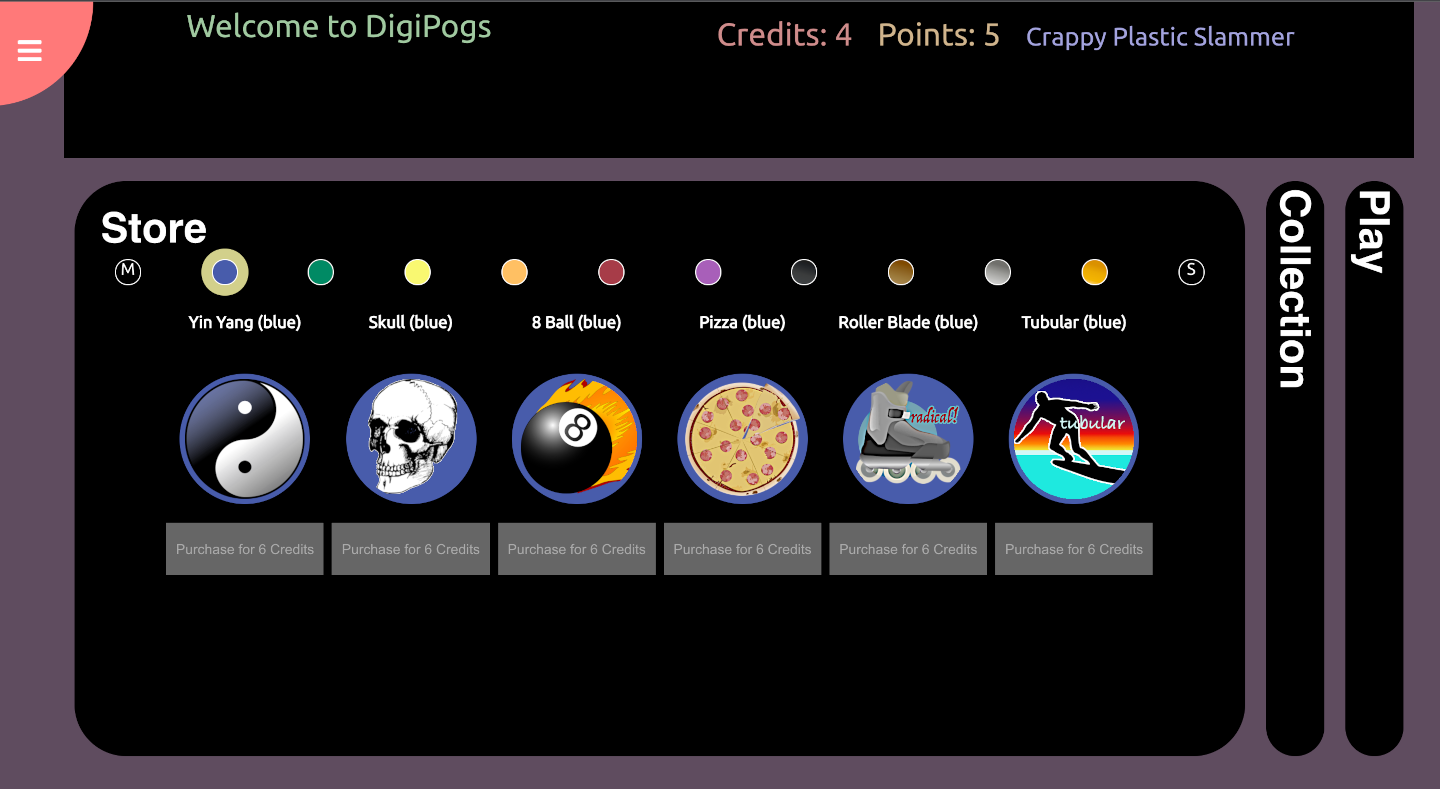 Welcome to DigiPogs
Credits: 4 Points: 5 Crappy Plastic Slammer
Store
M
S
Yin Yang (blue) Skull (blue) 8 Ball (blue) Pizza (blue) Roller Blade (blue) Tubular (blue)
8
radical!
tubular
Purchase for 6 Credits Purchase for 6 Credits Purchase for 6 Credits Purchase for 6 Credits Purchase for 6 Credits Purchase for 6 Credits
Collection
Play